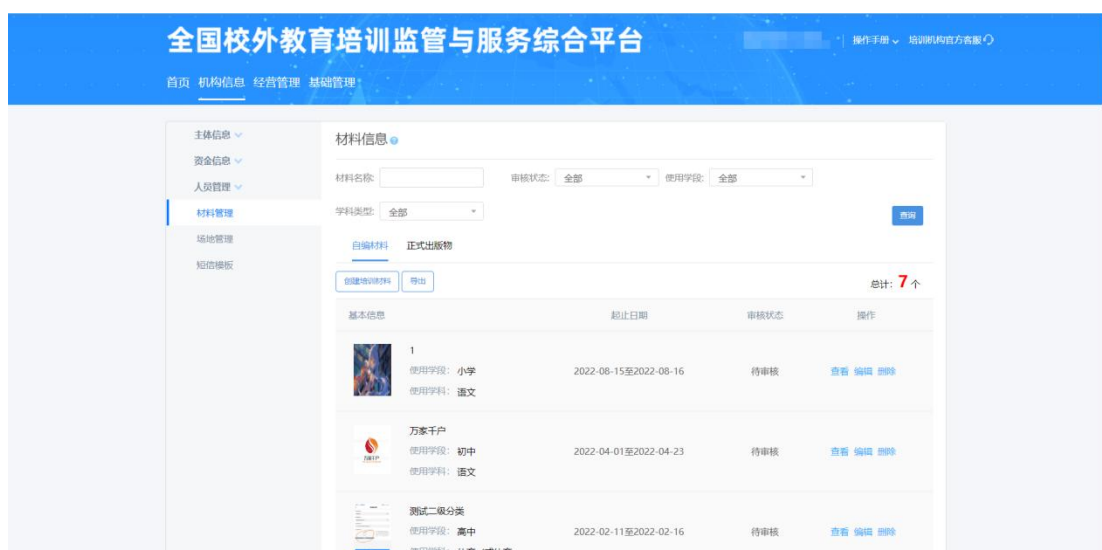 全国校外教育培训监管与服务综合平台
操作手册 培训机构官方客服
首页 机构信息 经营管理 基础管理
主体信息
资金信息
人员管理
材料管理
场地管理
短信模板
材料信息
材料名称: 审核状态: 全部 使用学段: 全部
学科类型: 全部 查询
自编材料 正式出版物
创建培训材料 导出 总计: 7 个
基本信息 起止日期 审核状态 操作
1
使用学段: 小学
使用学科: 语文
2022-08-15至2022-08-16 待审核 查看 编辑 删除
万家千户
使用学段: 初中
使用学科: 语文
2022-04-01至2022-04-23 待审核 查看 编辑 删除
测试二级分类
使用学段: 高中
2022-02-11至2022-02-16 待审核 查看 编辑 删除